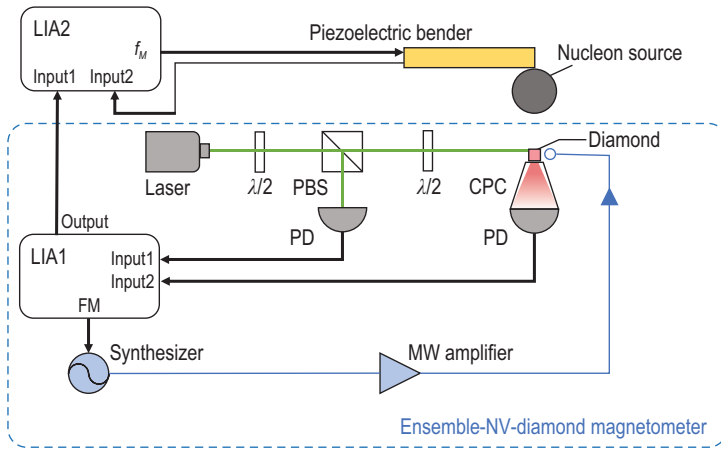 LIA2
f_M
Input1 Input2
Piezoelectric bender
Nucleon source
Laser
λ/2
PBS
λ/2
CPC
Diamond
PD
PD
Output
LIA1
Input1
Input2
FM
Synthesizer
MW amplifier
Ensemble-NV-diamond magnetometer